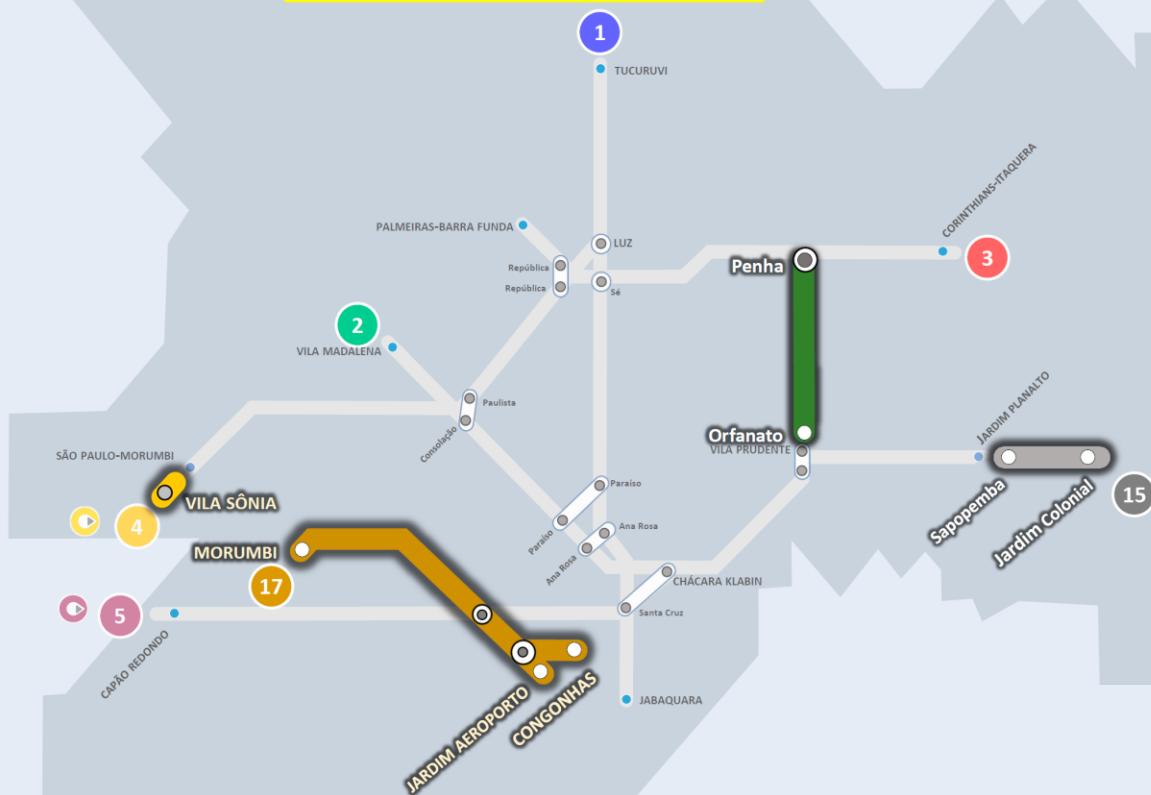 1
TUCURUVI
CORINTHIANS-ITAQUERA
PALMEIRAS-BARRA FUNDA
LUZ
3
Penha
República
República
Sé
2
VILA MADALENA
JARDIM PLANALTO
Paulista
Consolação
Orfanato
VILA PRUDENTE
SÃO PAULO-MORUMBI
VILA SÔNIA
4
Paraíso
Paraíso
Sapopemba
Jardim Colonial
15
Ana Rosa
Ana Rosa
MORUMBI
17
CHÁCARA KLABIN
5
Santa Cruz
CAPÃO REDONDO
JARDIM AEROPORTO
CONGONHAS
JABAQUARA